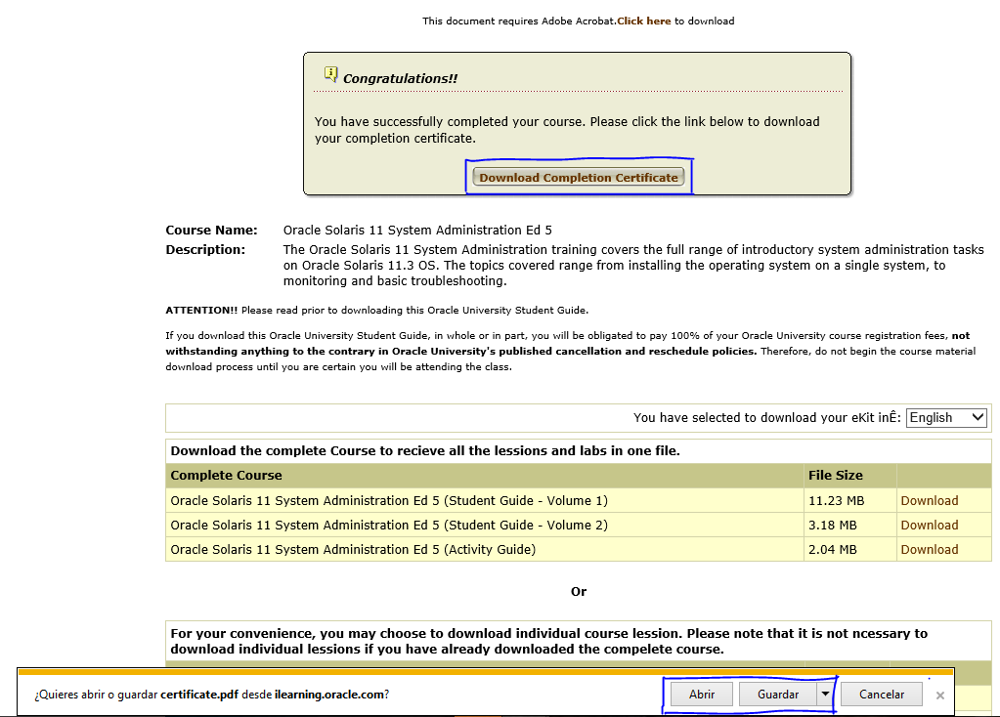 This document requires Adobe Acrobat.Click here to download
Congratulations!!
You have successfully completed your course. Please click the link below to download
your completion certificate.
Download Completion Certificate
Course Name: Oracle Solaris 11 System Administration Ed 5
Description: The Oracle Solaris 11 System Administration training covers the full range of introductory system administration tasks
on Oracle Solaris 11.3 OS. The topics covered range from installing the operating system on a single system, to
monitoring and basic troubleshooting.
ATTENTION!! Please read prior to downloading this Oracle University Student Guide.
If you download this Oracle University Student Guide, in whole or in part, you will be obligated to pay 100% of your Oracle University course registration fees, not
withstanding anything to the contrary in Oracle University's published cancellation and reschedule policies. Therefore, do not begin the course material
download process until you are certain you will be attending the class.
You have selected to download your eKit inÊ: English
Download the complete Course to recieve all the lessions and labs in one file.
Complete Course File Size
Oracle Solaris 11 System Administration Ed 5 (Student Guide - Volume 1) 11.23 MB Download
Oracle Solaris 11 System Administration Ed 5 (Student Guide - Volume 2) 3.18 MB Download
Oracle Solaris 11 System Administration Ed 5 (Activity Guide) 2.04 MB Download
Or
For your convenience, you may choose to download individual course lession. Please note that it is not ncessary to
download individual lessions if you have already downloaded the compelete course.
¿Quieres abrir o guardar certificate.pdf desde ilearning.oracle.com? Abrir Guardar Cancelar